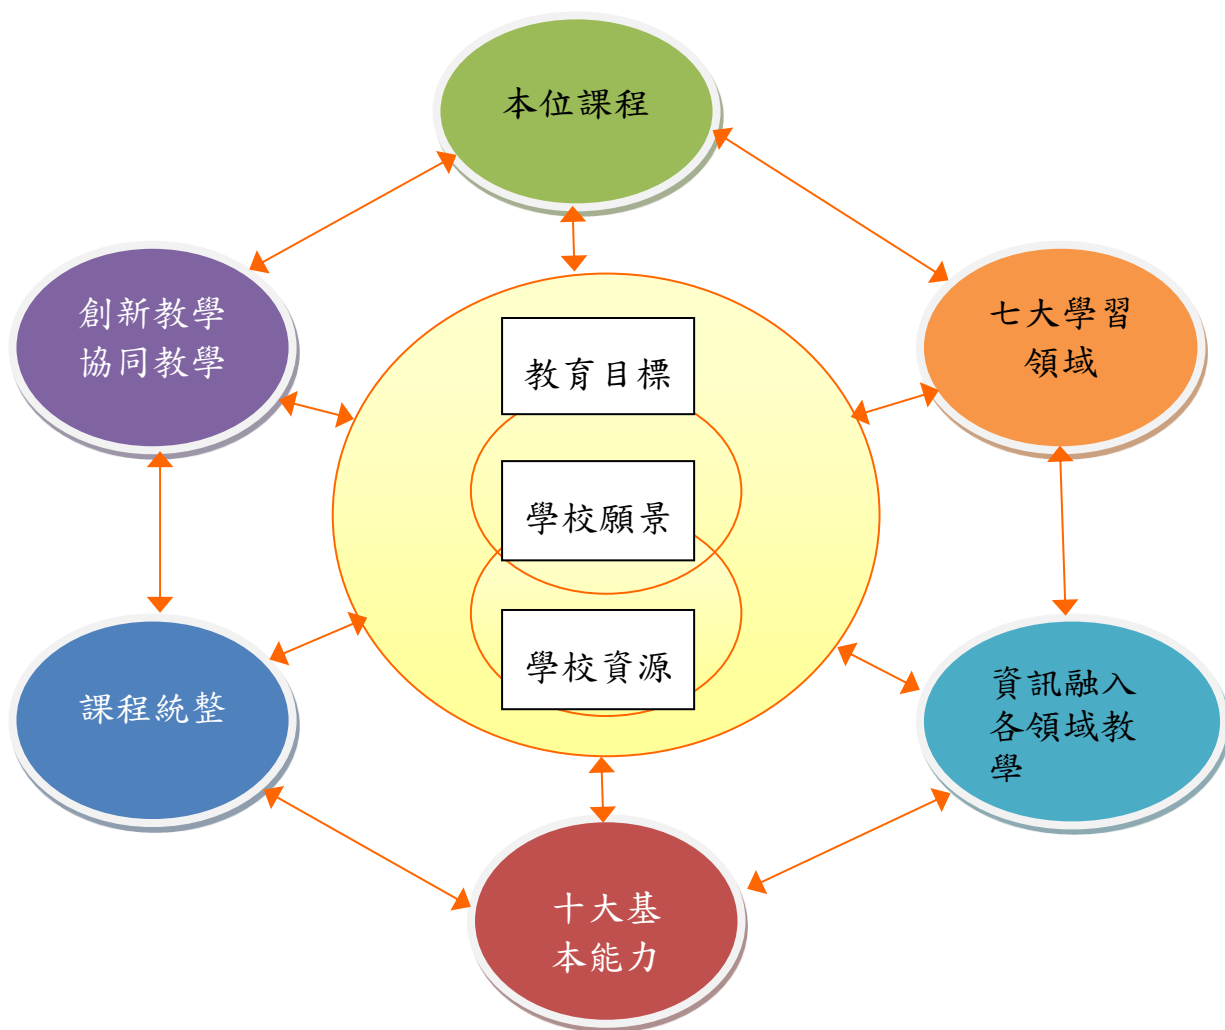 本位課程
創新教學
協同教學
七大學習
領域
教育目標
學校願景
學校資源
課程統整
資訊融入
各領域教
學
十大基
本能力